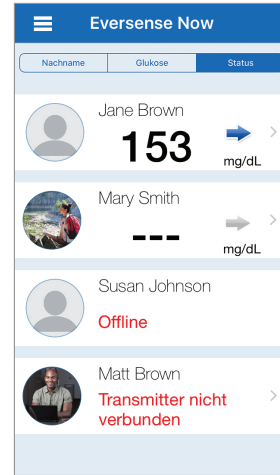 Eversense Now
Nachname Glukose Status
Jane Brown
153
mg/dL
Mary Smith
---
mg/dL
Susan Johnson
Offline
Matt Brown
Transmitter nicht
verbunden